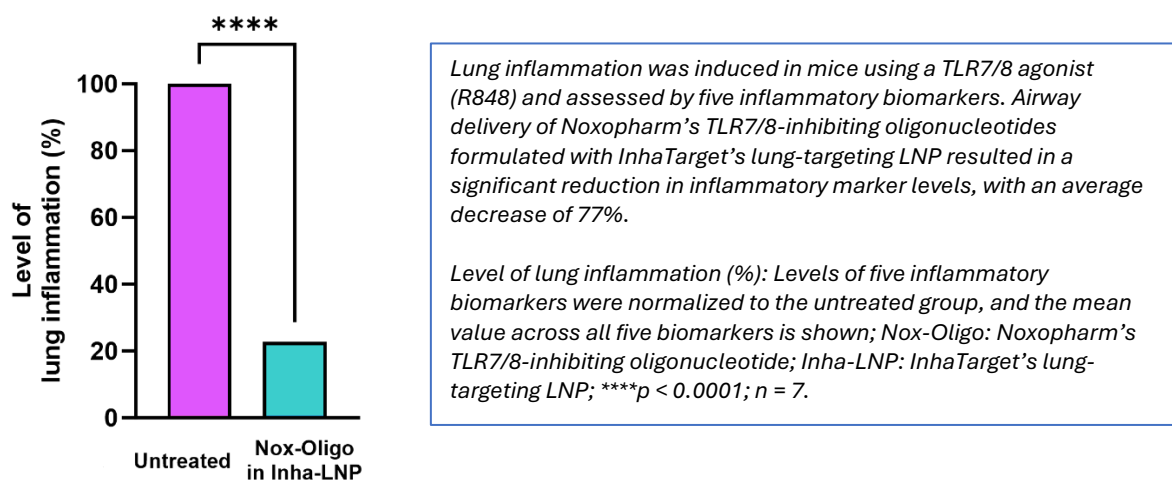 ****
Level of
lung inflammation (%)
100
80
60
40
20
0
Untreated
Nox-Oligo
in Inha-LNP
Lung inflammation was induced in mice using a TLR7/8 agonist
(R848) and assessed by five inflammatory biomarkers. Airway
delivery of Noxopharm’s TLR7/8-inhibiting oligonucleotides
formulated with InhaTarget’s lung-targeting LNP resulted in a
significant reduction in inflammatory marker levels, with an average
decrease of 77%.
Level of lung inflammation (%): Levels of five inflammatory
biomarkers were normalized to the untreated group, and the mean
value across all five biomarkers is shown; Nox-Oligo: Noxopharm’s
TLR7/8-inhibiting oligonucleotide; Inha-LNP: InhaTarget’s lung-
targeting LNP; ****p < 0.0001; n = 7.